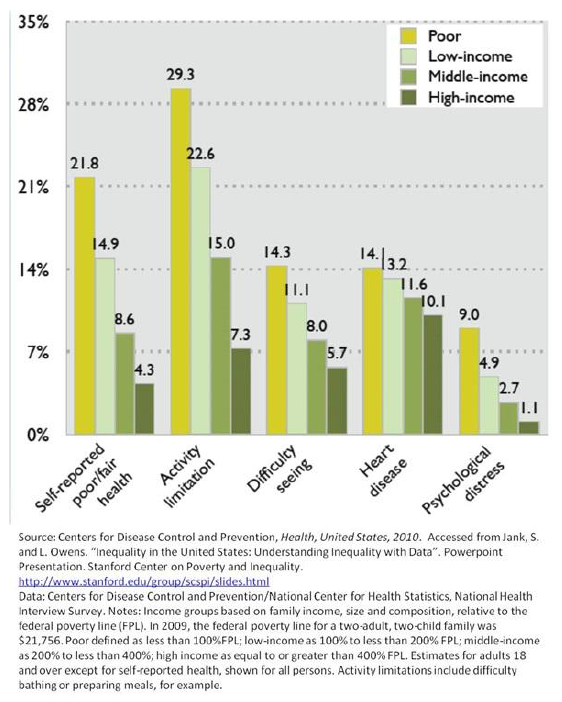 35%
28%
21%
14%
7%
0%
Poor
Low-income
Middle-income
High-income
21.8
14.9
8.6
4.3
29.3
22.6
15.0
7.3
14.3
11.1
8.0
5.7
14.1
13.2
11.6
10.1
9.0
4.9
2.7
1.1
Self-reported
poor/fair
health
Activity
limitation
Difficulty
seeing
Heart
disease
Psychological
distress
Source: Centers for Disease Control and Prevention, Health, United States, 2010. Accessed from Jank, S.
and L. Owens. "Inequality in the United States: Understanding Inequality with Data". Powerpoint
Presentation. Stanford Center on Poverty and Inequality.
http://www.stanford.edu/group/scspi/slides.html
Data: Centers for Disease Control and Prevention/National Center for Health Statistics, National Health
Interview Survey. Notes: Income groups based on family income, size and composition, relative to the
federal poverty line (FPL). In 2009, the federal poverty line for a two-adult, two-child family was
$21,756. Poor defined as less than 100% FPL; low-income as 100% to less than 200% FPL; middle-income
as 200% to less than 400%; high income as equal to or greater than 400% FPL. Estimates for adults 18
and over except for self-reported health, shown for all persons. Activity limitations include difficulty
bathing or preparing meals, for example.